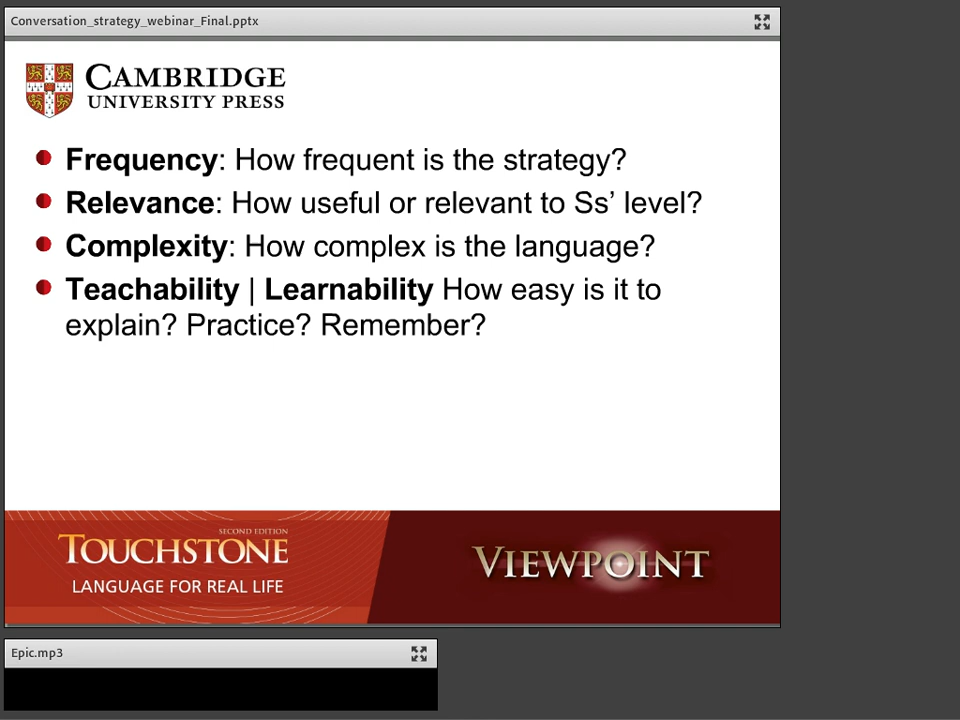 Conversation_strategy_webinar_Final.pptx
CAMBRIDGE
UNIVERSITY PRESS
Frequency: How frequent is the strategy?
Relevance: How useful or relevant to Ss’ level?
Complexity: How complex is the language?
Teachability | Learnability How easy is it to
explain? Practice? Remember?
SECOND EDITION
TOUCHSTONE
LANGUAGE FOR REAL LIFE
VIEWPOINT
Epic.mp3